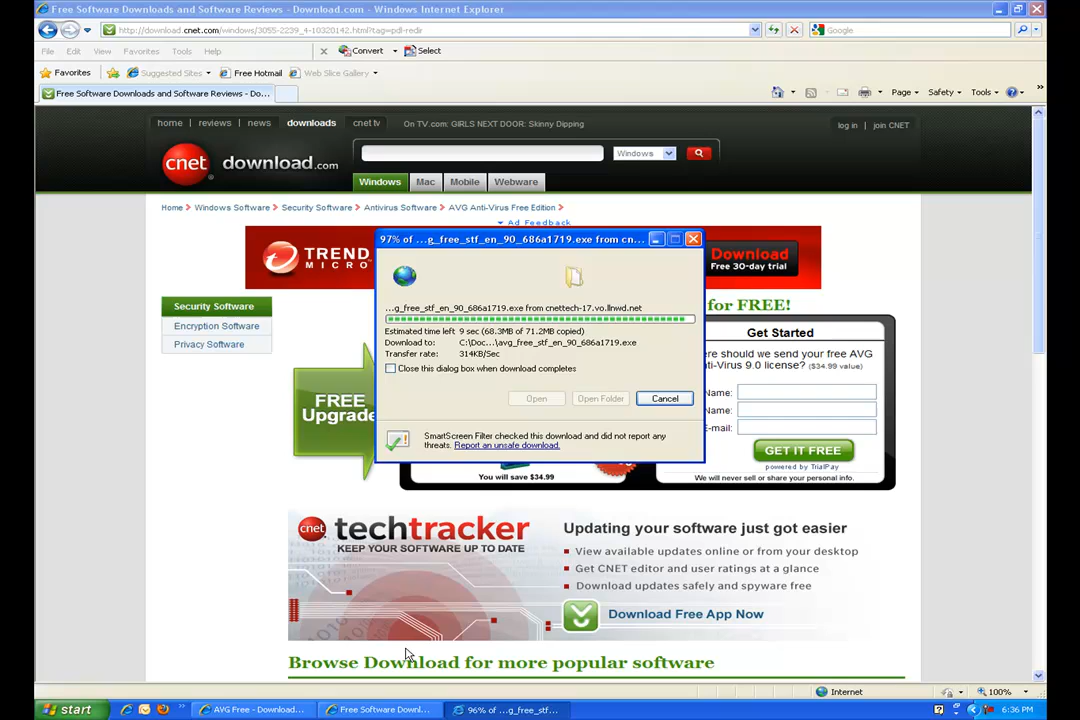 Free Software Downloads and Software Reviews - Download.com - Windows Internet Explorer
http://download.cnet.com/windows/3055-2239_4-10320142.html?tag=pdl-redr
Google
File Edit View Favorites Tools Help
Convert Select
Favorites Suggested Sites Free Hotmail Web Slice Gallery
Free Software Downloads and Software Reviews - Do...
Page Safety Tools
home reviews news downloads cnet tv On TV.com: GIRLS NEXT DOOR: Skinny Dipping
log in join CNET
cnet download.com
Windows
Windows Mac Mobile Webware
Home Windows Software Security Software Antivirus Software AVG Anti-Virus Free Edition
Ad Feedback
TREND
MICRO
Download
Free 30-day trial
97% of ...g_free_stf_en_90_686a1719.exe from cn...
...g_free_stf_en_90_686a1719.exe from cnettech-17.vo.llnwd.net
Estimated time left 9 sec (68.3MB of 71.2MB copied)
Download to: C:\Doc...\avg_free_stf_en_90_686a1719.exe
Transfer rate: 314KB/Sec
Close this dialog box when download completes
Open Open Folder Cancel
SmartScreen Filter checked this download and did not report any
threats. Report an unsafe download.
Security Software
Encryption Software
Privacy Software
for FREE!
FREE
Upgrade
You will save $34.99
Get Started
ere should we send your free AVG
ti-Virus 9.0 license? ($34.99 value)
Name:
Name:
E-mail:
GET IT FREE
powered by TrialPay
We will never sell or share your personal info.
cnet techtracker
KEEP YOUR SOFTWARE UP TO DATE
Updating your software just got easier
View available updates online or from your desktop
Get CNET editor and user ratings at a glance
Download updates safely and spyware free
Download Free App Now
Browse Download for more popular software
Internet
100%
start
AVG Free - Download...
Free Software Downl...
96% of ...g_free_stf...
6:36 PM